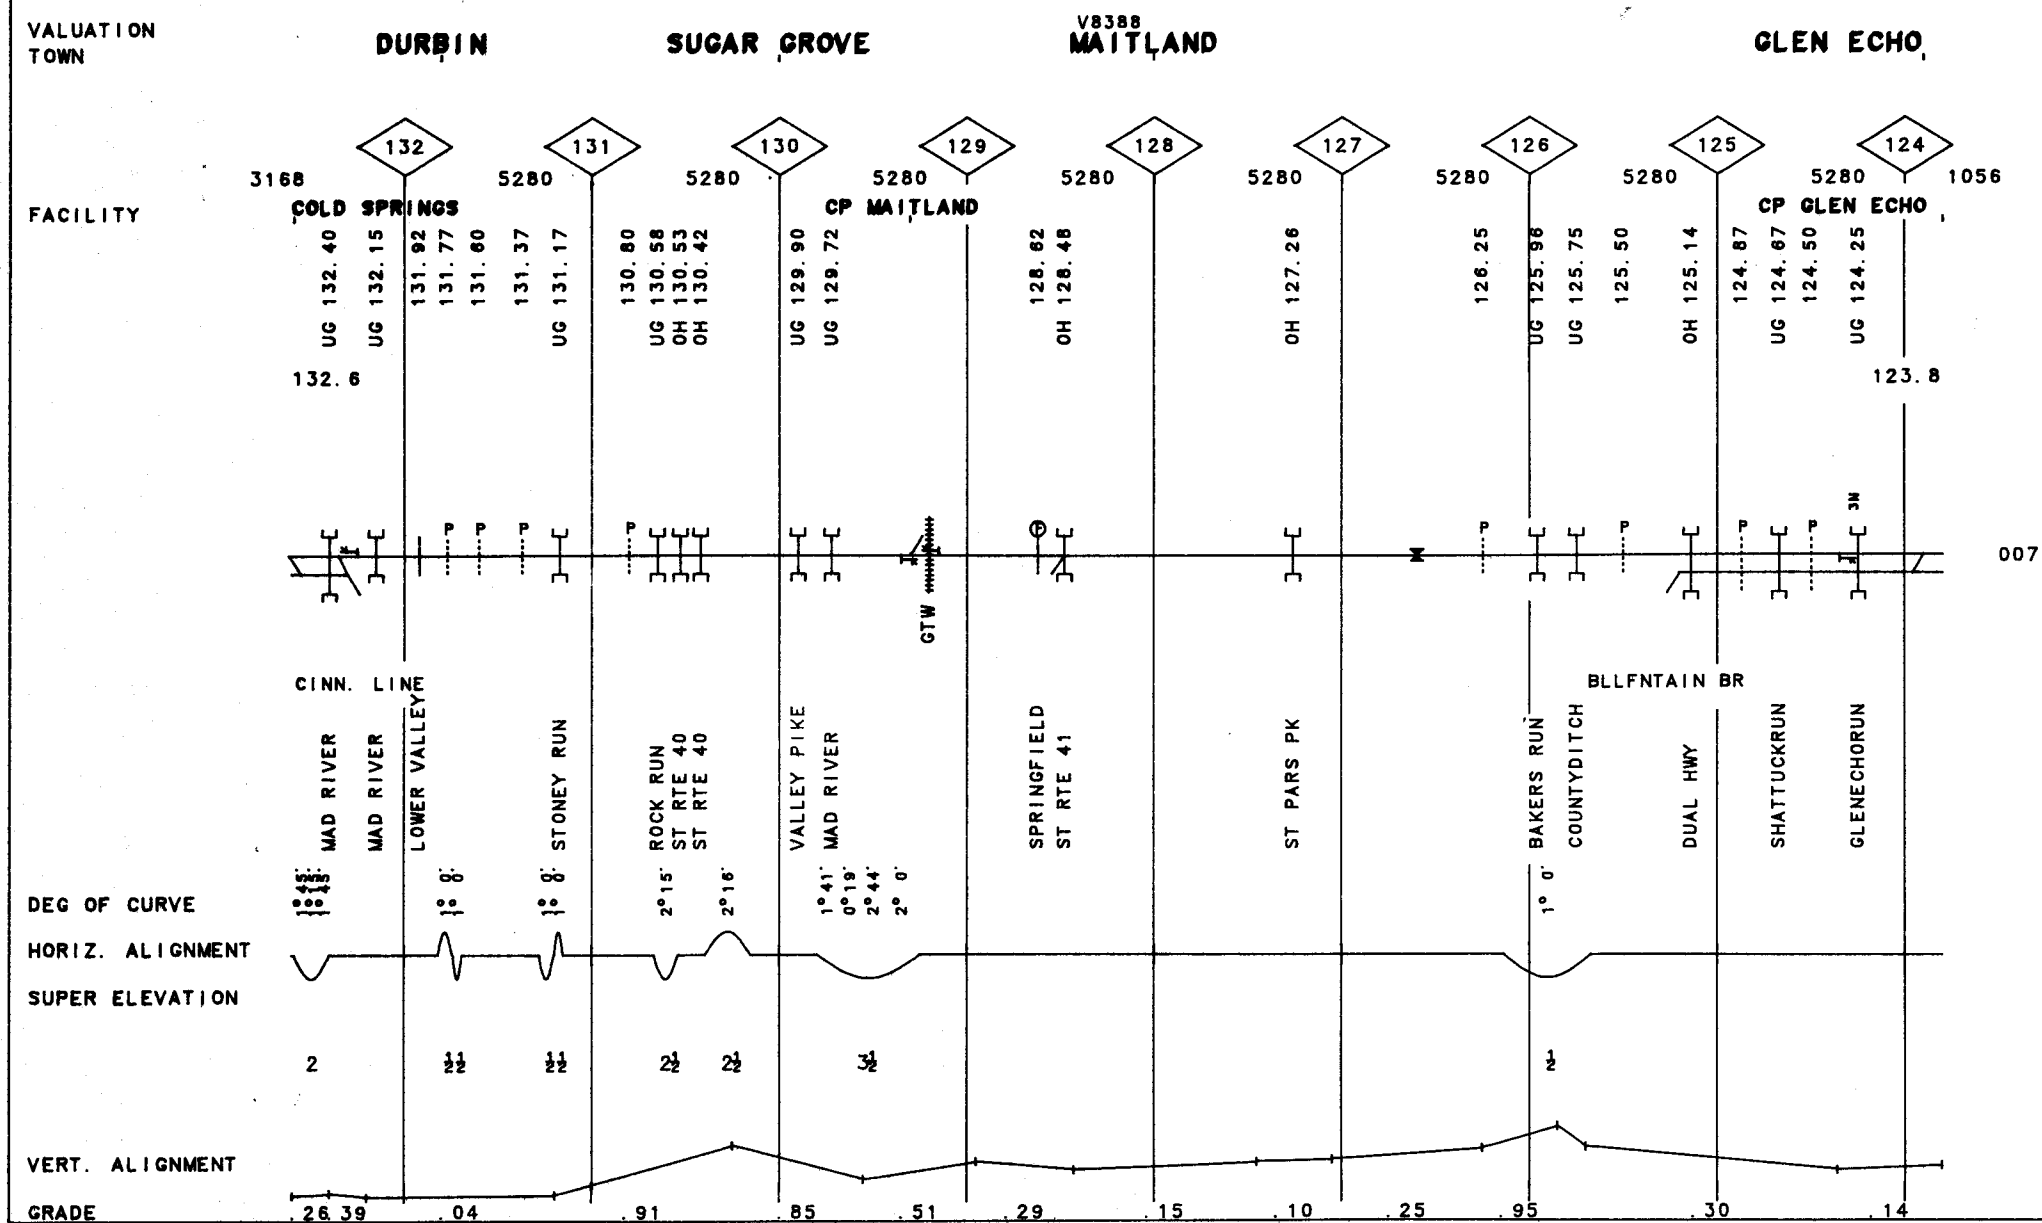 VALUATION V8388
TOWN DURBIN SUGAR GROVE MAITLAND GLEN ECHO
132 131 130 129 128 127 126 125 124
3168 5280 5280 5280 5280 5280 5280 5280 5280 1056
FACILITY COLD SPRINGS CP MAITLAND CP GLEN ECHO
UG 132.40
UG 132.15
131.92
131.77
131.60
131.37
UG 131.17
130.80
UG 130.58
OH 130.53
OH 130.42
UG 129.90
UG 129.72
128.62
OH 128.48
OH 127.26
126.25
UG 125.96
UG 125.75
125.50
OH 125.14
124.87
UG 124.67
124.50
UG 124.25
132.6 123.8
3N
P P P P F P P P P
007
GTW
CINN. LINE BLLFNTAIN BR
MAD RIVER
MAD RIVER
LOWER VALLEY
STONEY RUN
ROCK RUN
ST RTE 40
ST RTE 40
VALLEY PIKE
MAD RIVER
SPRINGFIELD
ST RTE 41
ST PARS PK
BAKERS RUN
COUNTYDITCH
DUAL HWY
SHATTUCKRUN
GLENECHORUN
DEG OF CURVE 1° 0' 1° 0' 1° 0' 1° 0' 2°15' 2°16' 1°41' 0°19' 2°44' 2° 0' 1° 0'
HORIZ. ALIGNMENT
SUPER ELEVATION
2 2½ 2½ 3½ ½
VERT. ALIGNMENT
GRADE .26 .39 .04 .91 .85 .51 .29 .15 .10 .25 .95 .30 .14